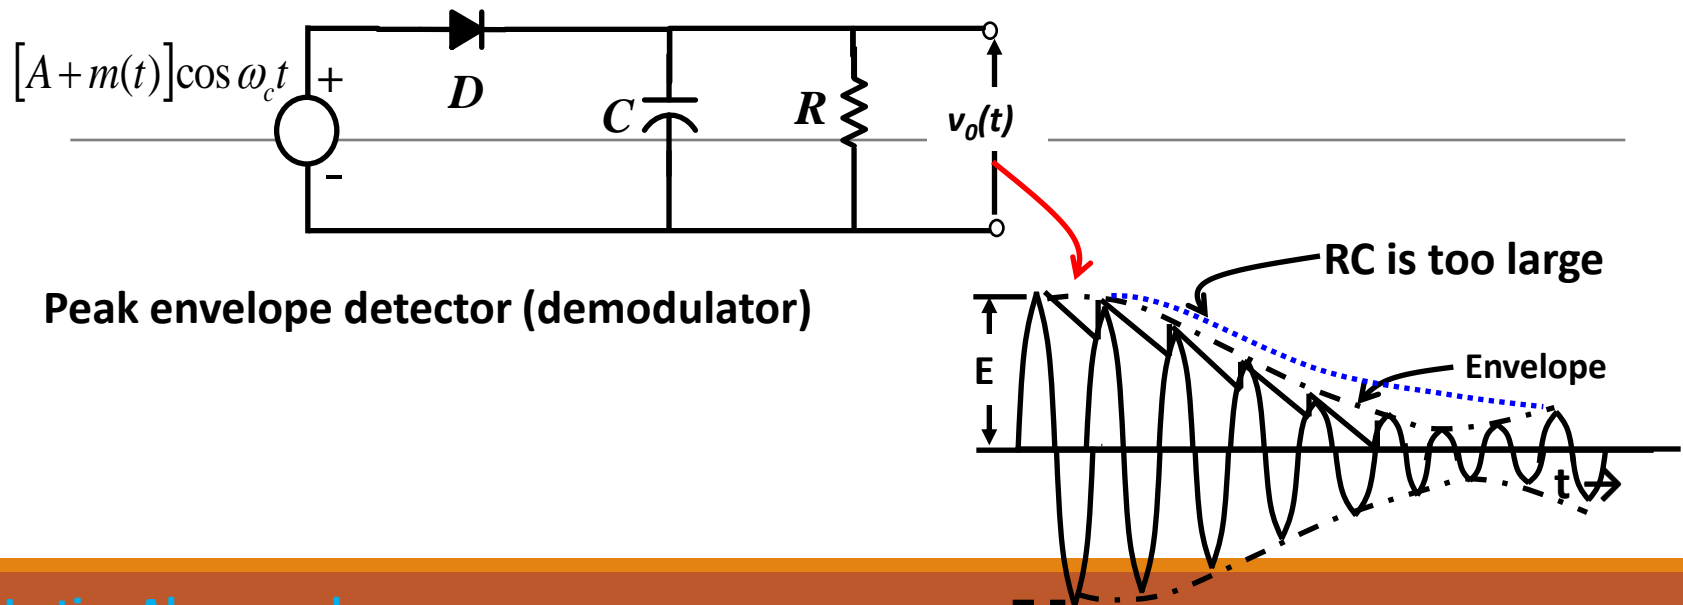 [A+m(t)]cos ω_c t
+
-
D
C
R
v_0(t)
Peak envelope detector (demodulator)
RC is too large
Envelope
E
t